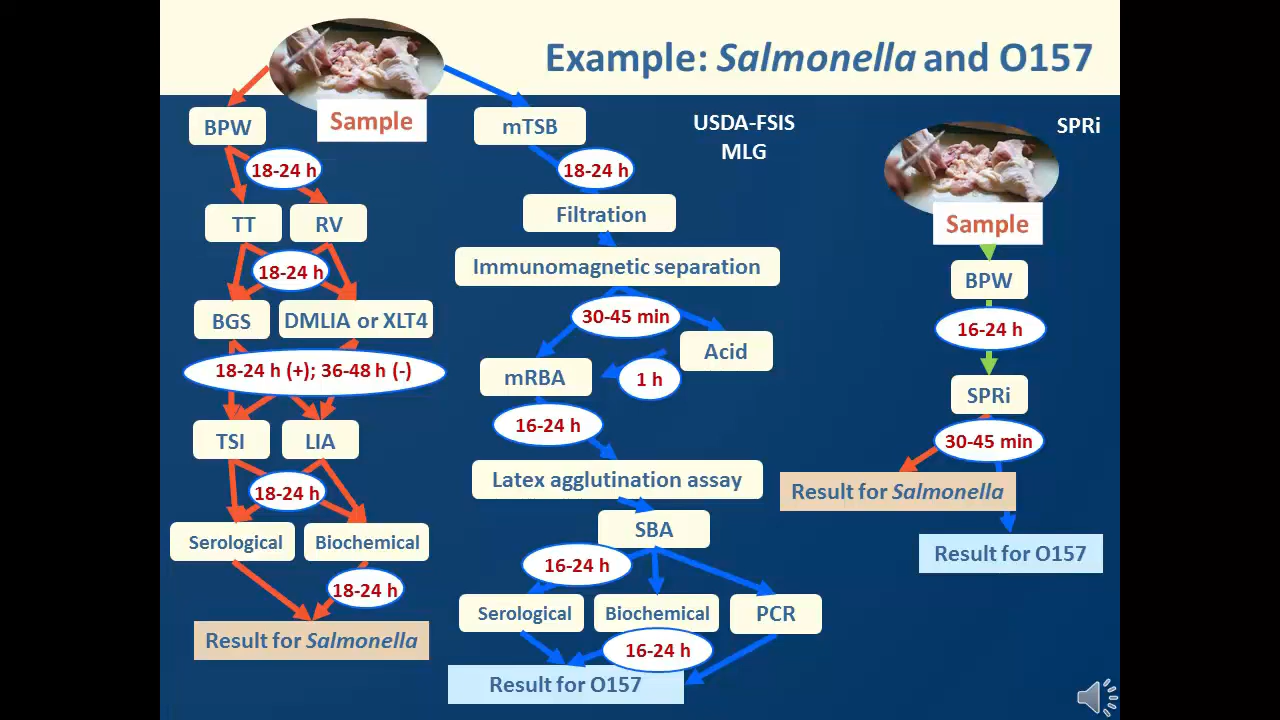 Example: Salmonella and O157
Sample
BPW
18-24 h
TT
RV
18-24 h
BGS
DMLIA or XLT4
18-24 h (+); 36-48 h (-)
TSI
LIA
18-24 h
Serological
Biochemical
18-24 h
Result for Salmonella
mTSB
18-24 h
Filtration
Immunomagnetic separation
30-45 min
Acid
mRBA
1 h
16-24 h
Latex agglutination assay
SBA
16-24 h
Serological
Biochemical
PCR
16-24 h
Result for O157
USDA-FSIS
MLG
SPRi
Sample
BPW
16-24 h
SPRi
30-45 min
Result for Salmonella
Result for O157